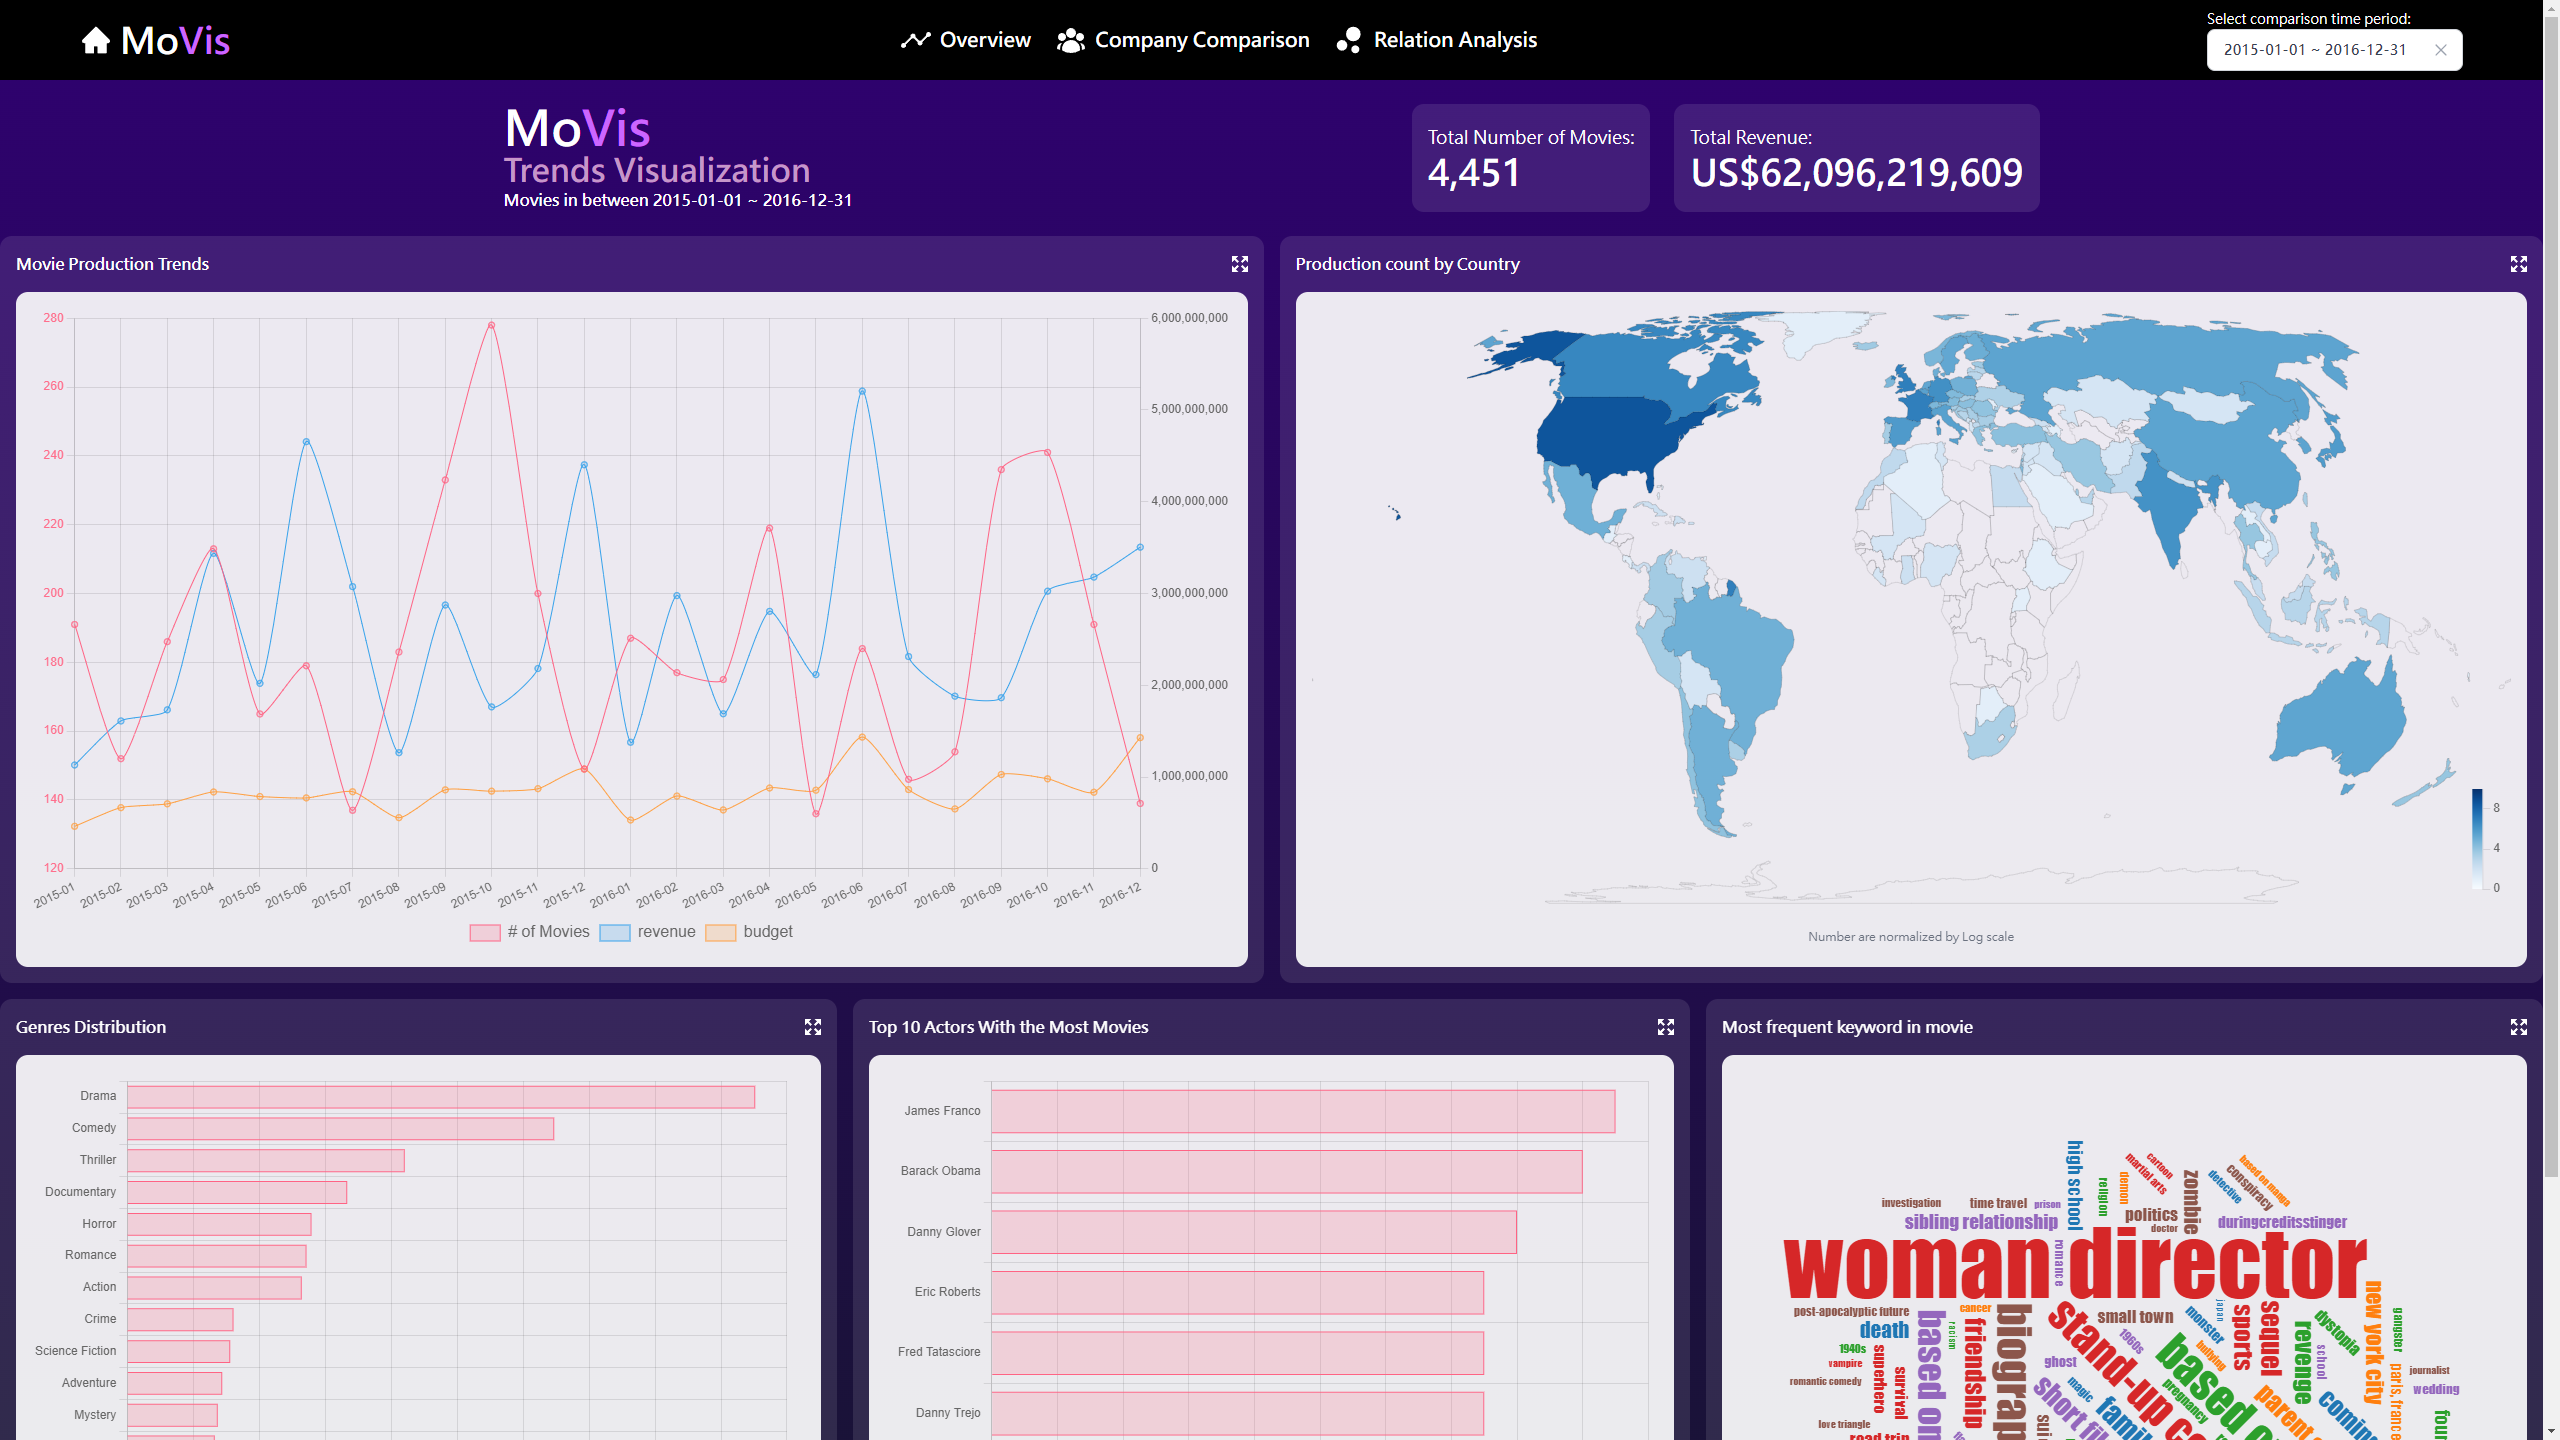 MoVis
Overview
Company Comparison
Relation Analysis
Select comparison time period:
2015-01-01 ~ 2016-12-31
MoVis
Trends Visualization
Movies in between 2015-01-01 ~ 2016-12-31
Total Number of Movies:
4,451
Total Revenue:
US$62,096,219,609
Movie Production Trends
280
260
240
220
200
180
160
140
120
6,000,000,000
5,000,000,000
4,000,000,000
3,000,000,000
2,000,000,000
1,000,000,000
0
2015-01
2015-02
2015-03
2015-04
2015-05
2015-06
2015-07
2015-08
2015-09
2015-10
2015-11
2015-12
2016-01
2016-02
2016-03
2016-04
2016-05
2016-06
2016-07
2016-08
2016-09
2016-10
2016-11
2016-12
# of Movies
revenue
budget
Production count by Country
8
4
0
Number are normalized by Log scale
Genres Distribution
Drama
Comedy
Thriller
Documentary
Horror
Romance
Action
Crime
Science Fiction
Adventure
Mystery
Top 10 Actors With the Most Movies
James Franco
Barack Obama
Danny Glover
Eric Roberts
Fred Tatasciore
Danny Trejo
Most frequent keyword in movie
high school
cartoon
martial arts
religion
demon
zombie
based on manga
conspiracy
detective
investigation
time travel
prison
sibling relationship
politics
doctor
duringcreditsstinger
romance
woman director
post-apocalyptic future
cancer
death
based on
racism
friendship
biograp
stand-up c
small town
1960s
monster
japan
bullying
sports
sequel
revenge
dystopia
school
new york city
gangster
1940s
vampire
superhero
survival
romantic comedy
ghost
magic
pregnancy
based
short fi
famil
parent
coming
paris, france
journalist
wedding
four
love triangle
road trip
sui